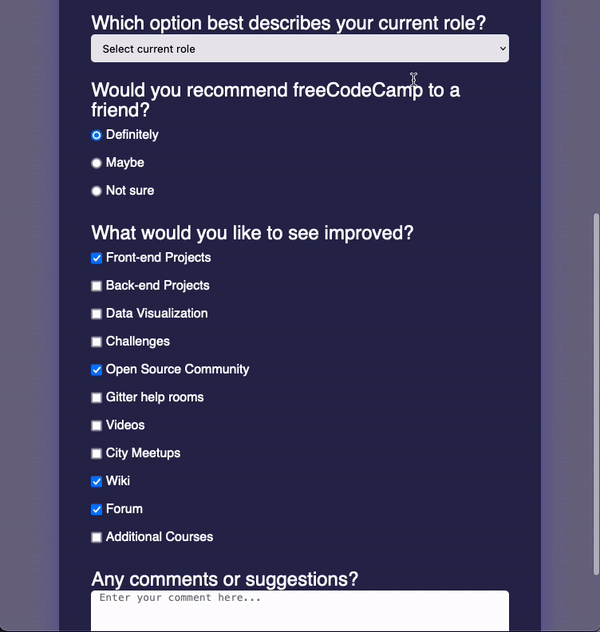 Which option best describes your current role?
Select current role
Would you recommend freeCodeCamp to a
friend?
Definitely
Maybe
Not sure
What would you like to see improved?
Front-end Projects
Back-end Projects
Data Visualization
Challenges
Open Source Community
Gitter help rooms
Videos
City Meetups
Wiki
Forum
Additional Courses
Any comments or suggestions?
Enter your comment here...